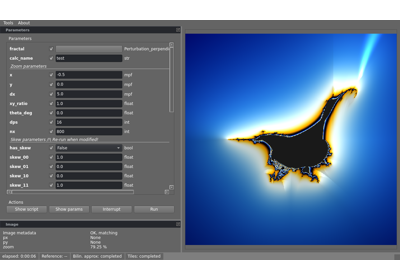 Tools About
Parameters
Parameters
fractal Perturbation_perpendi
calc_name test str
Zoom parameters
x -0.5 mpf
y 0.0 mpf
dx 5.0 mpf
xy_ratio 1.0 float
theta_deg 0.0 float
dps 16 int
nx 800 int
Skew parameters /!\ Re-run when modified!
has_skew False bool
skew_00 1.0 float
skew_01 0.0 float
skew_10 0.0 float
skew_11 1.0 float
Actions
Show script Show params Interrupt Run
Image
Image metadata OK, matching
px None
py None
zoom 79.25 %
elapsed: 0:00:06 Reference: -- Bilin. approx: completed Tiles: completed